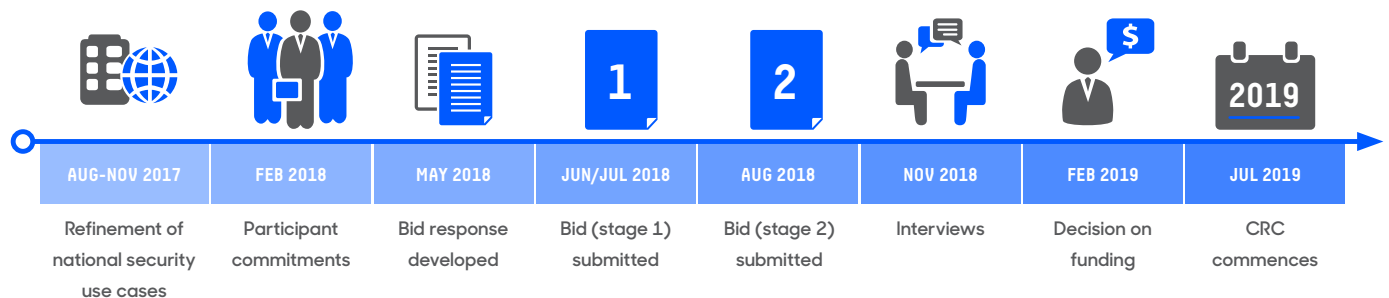 1
2
$
2019
AUG-NOV 2017
FEB 2018
MAY 2018
JUN/JUL 2018
AUG 2018
NOV 2018
FEB 2019
JUL 2019
Refinement of
national security
use cases
Participant
commitments
Bid response
developed
Bid (stage 1)
submitted
Bid (stage 2)
submitted
Interviews
Decision on
funding
CRC
commences